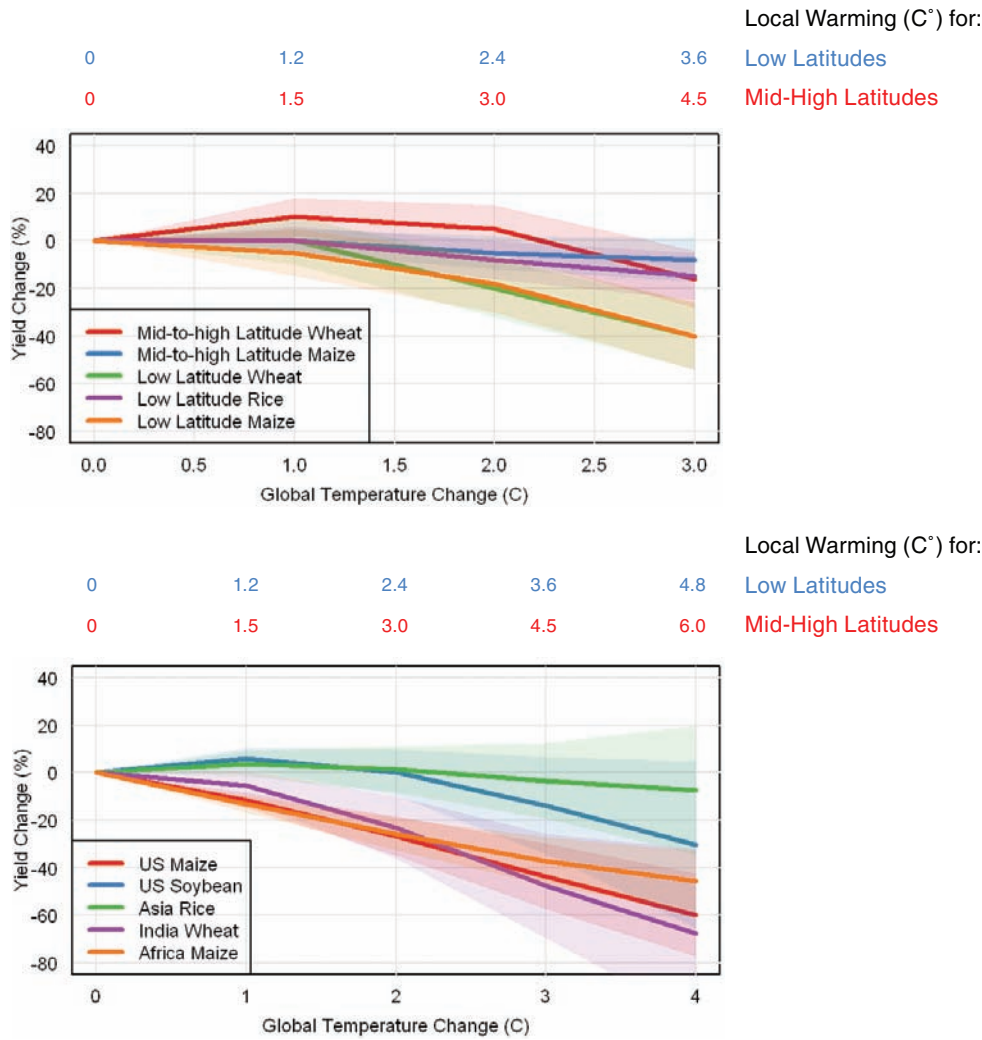 Local Warming (C˚) for:
0 1.2 2.4 3.6 Low Latitudes
0 1.5 3.0 4.5 Mid-High Latitudes
40
20
0
-20
-40
-60
-80
Yield Change (%)
Mid-to-high Latitude Wheat
Mid-to-high Latitude Maize
Low Latitude Wheat
Low Latitude Rice
Low Latitude Maize
0.0 0.5 1.0 1.5 2.0 2.5 3.0
Global Temperature Change (C)
Local Warming (C˚) for:
0 1.2 2.4 3.6 4.8 Low Latitudes
0 1.5 3.0 4.5 6.0 Mid-High Latitudes
40
20
0
-20
-40
-60
-80
Yield Change (%)
US Maize
US Soybean
Asia Rice
India Wheat
Africa Maize
0 1 2 3 4
Global Temperature Change (C)